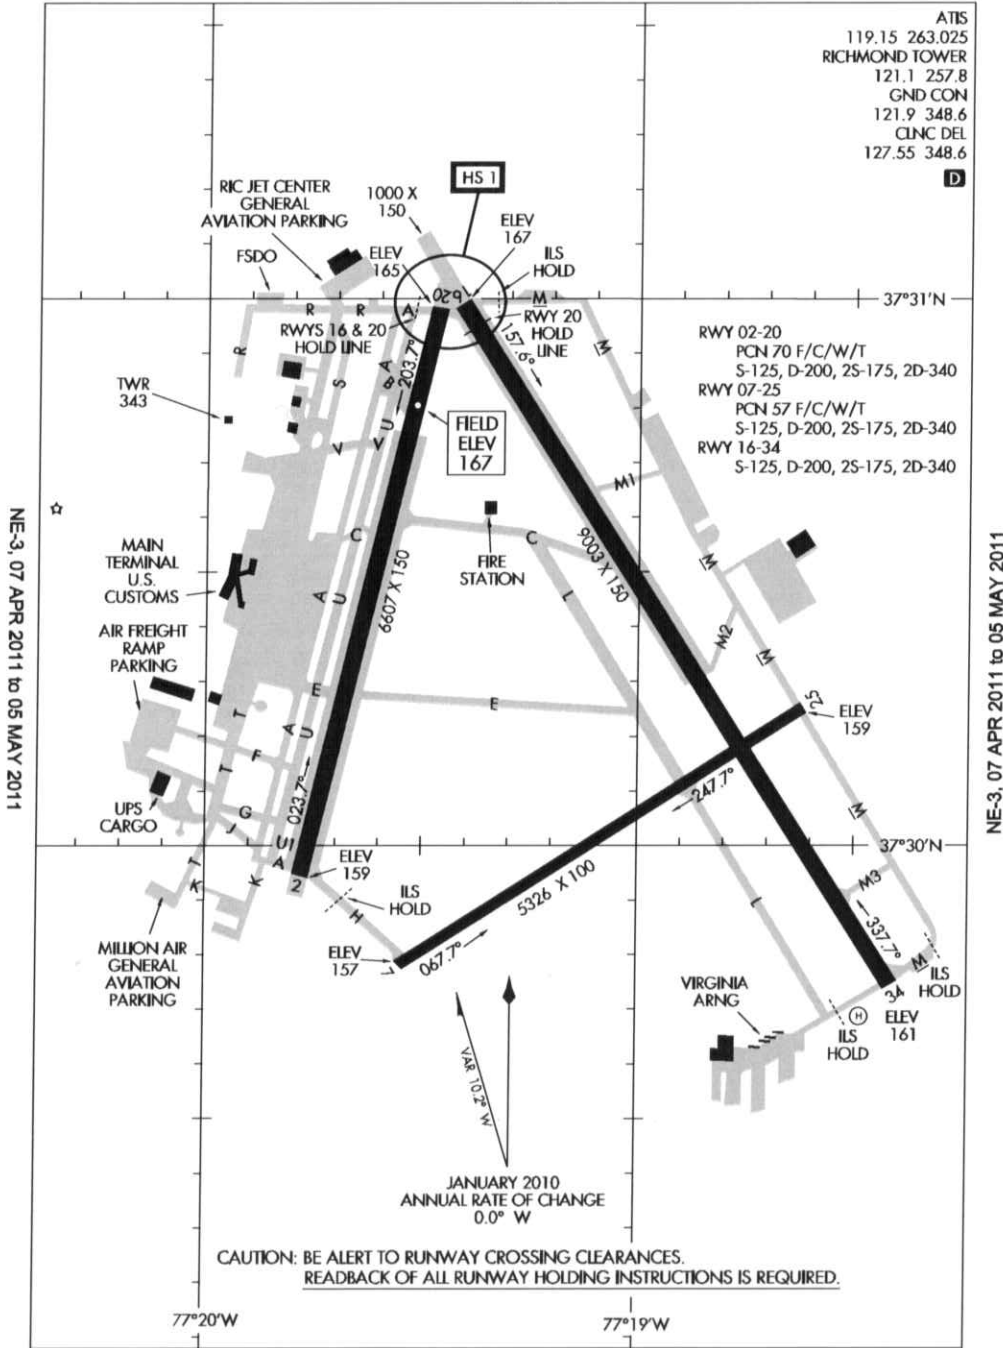 ATIS
119.15 263.025
RICHMOND TOWER
121.1 257.8
GND CON
121.9 348.6
CLNC DEL
127.55 348.6
D
HS 1
RIC JET CENTER
GENERAL
AVIATION PARKING
1000 X
150
ELEV
167
ELEV
165
ILS
HOLD
FSDO
R
R
A
620
M
37°31'N
RWYS 16 & 20
HOLD LINE
RWY 20
HOLD
LINE
203.7°
157.6°
M
R
A
B
S
U
V
V
TWR
343
FIELD
ELEV
167
RWY 02-20
PCN 70 F/C/W/T
S-125, D-200, 2S-175, 2D-340
RWY 07-25
PCN 57 F/C/W/T
S-125, D-200, 2S-175, 2D-340
RWY 16-34
S-125, D-200, 2S-175, 2D-340
M1
FIRE
STATION
C
C
9003 X 150
M
MAIN
TERMINAL
U.S.
CUSTOMS
6607 X 150
A
U
L
M2
M
AIR FREIGHT
RAMP
PARKING
E
E
25
ELEV
159
T
A
U
F
T
023.7°
247.7°
UPS
CARGO
G
J
U1
A
M
37°30'N
T
K
K
2
ELEV
159
ILS
HOLD
H
5326 X 100
L
M3
337.7°
MILLION AIR
GENERAL
AVIATION
PARKING
ELEV
157
7
067.7°
VIRGINIA
ARNG
M
ILS
HOLD
34
ELEV
161
H
ILS
HOLD
VAR 10.2° W
JANUARY 2010
ANNUAL RATE OF CHANGE
0.0° W
CAUTION: BE ALERT TO RUNWAY CROSSING CLEARANCES.
READBACK OF ALL RUNWAY HOLDING INSTRUCTIONS IS REQUIRED.
77°20'W
77°19'W
NE-3, 07 APR 2011 to 05 MAY 2011
NE-3, 07 APR 2011 to 05 MAY 2011